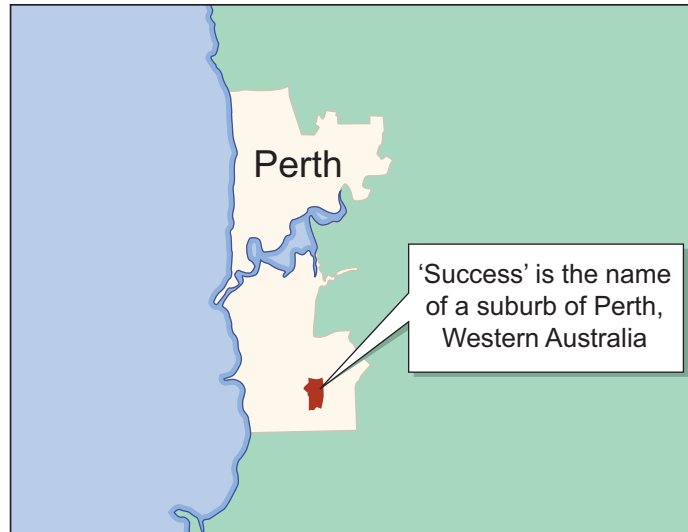 Perth
‘Success’ is the name
of a suburb of Perth,
Western Australia